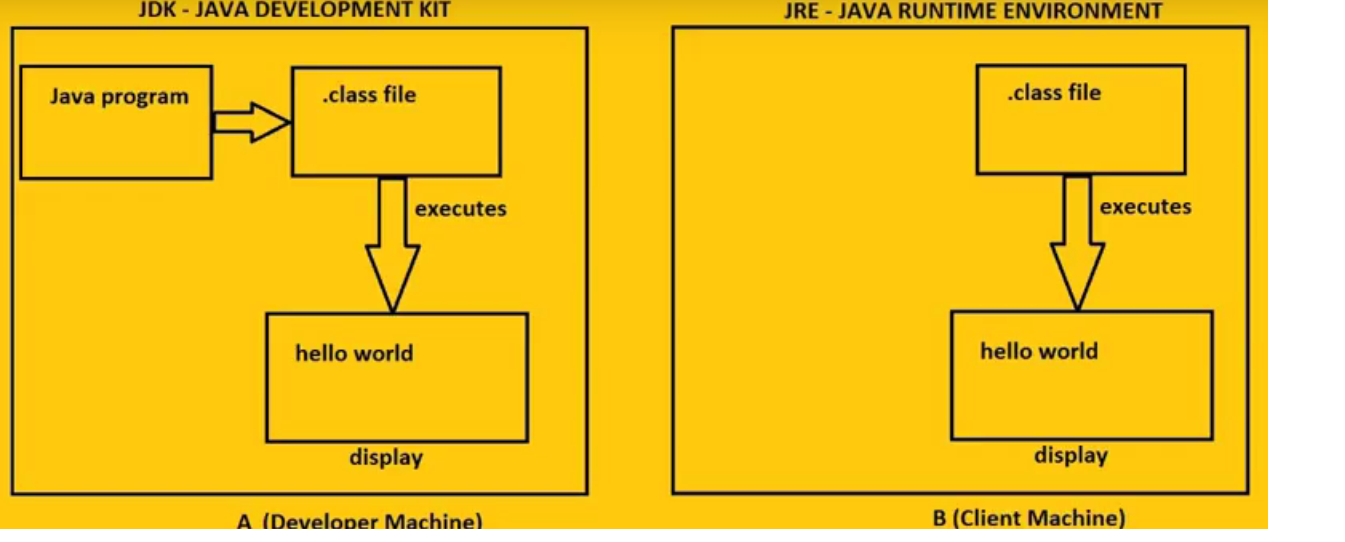 JDK - JAVA DEVELOPMENT KIT
Java program
.class file
executes
hello world
display
A (Developer Machine)
JRE - JAVA RUNTIME ENVIRONMENT
.class file
executes
hello world
display
B (Client Machine)